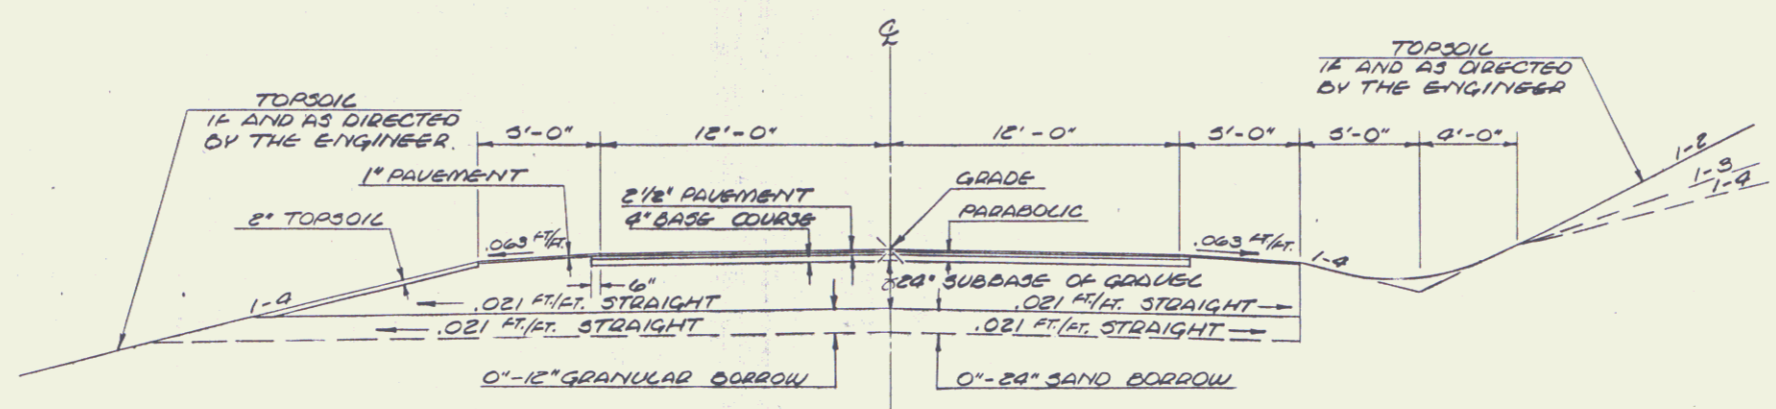 ℄
TOPSOIL
IF AND AS DIRECTED
BY THE ENGINEER
TOPSOIL
IF AND AS DIRECTED
BY THE ENGINEER.
5'-0"
12'-0"
12'-0"
5'-0"
5'-0"
4'-0"
1-2
1-3
1-4
1" PAVEMENT
2 1/2" PAVEMENT
4" BASE COURSE
GRADE
PARABOLIC
2" TOPSOIL
.063 FT/FT.
.063 FT/FT.
1-4
6"
24" SUBBASE OF GRAVEL
1-4
.021 FT./FT. STRAIGHT
.021 FT./FT. STRAIGHT
.021 FT./FT. STRAIGHT
.021 FT./FT. STRAIGHT
0"-12" GRANULAR BORROW
0"-24" SAND BORROW